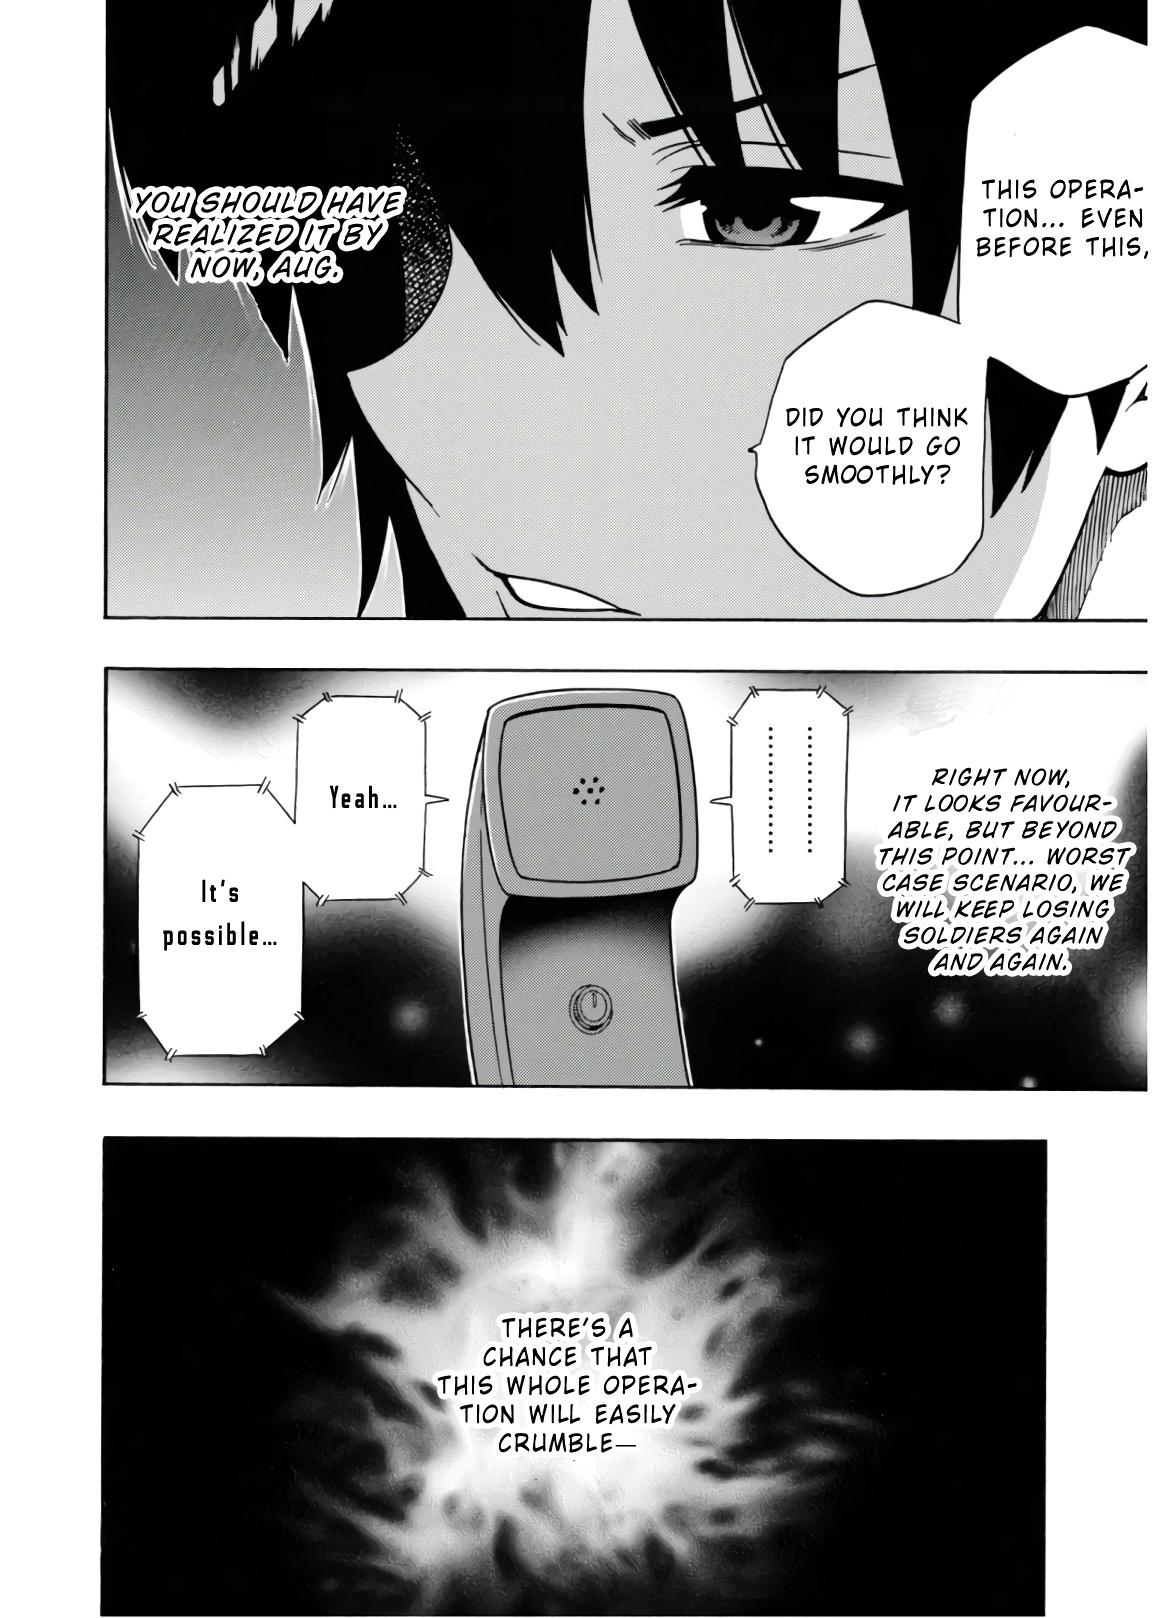 THIS OPERA-
TION... EVEN
BEFORE THIS,
DID YOU THINK
IT WOULD GO
SMOOTHLY?
YOU SHOULD HAVE
REALIZED IT BY
NOW, AUG.
RIGHT NOW,
IT LOOKS FAVOUR-
ABLE, BUT BEYOND
THIS POINT... WORST
CASE SCENARIO, WE
WILL KEEP LOSING
SOLDIERS AGAIN
AND AGAIN.
Yeah...
It's
possible...
THERE'S A
CHANCE THAT
THIS WHOLE OPERA-
TION WILL EASILY
CRUMBLE—